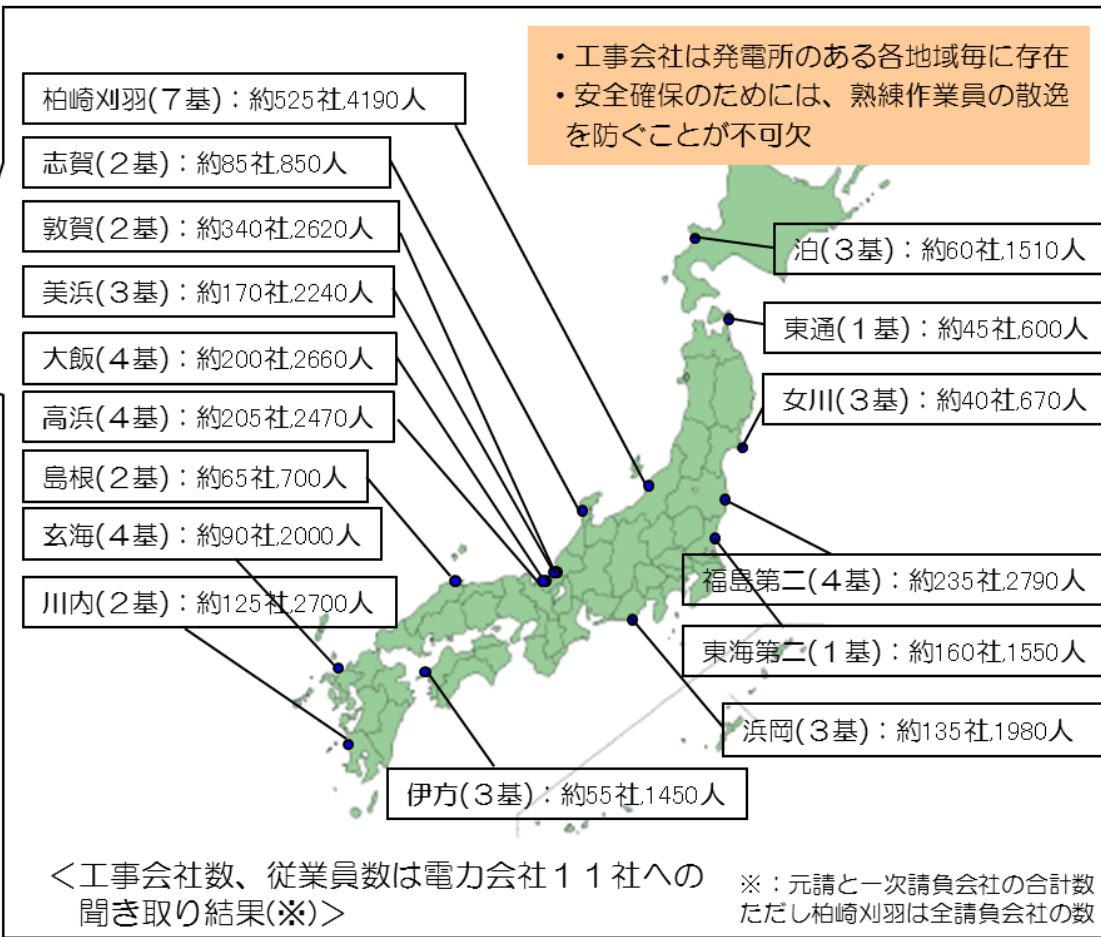 ・工事会社は発電所のある各地域毎に存在
・安全確保のためには、熟練作業員の散逸
を防ぐことが不可欠
柏崎刈羽(７基)：約525社,4190人
志賀(２基)：約85社,850人
敦賀(２基)：約340社,2620人
美浜(３基)：約170社,2240人
大飯(４基)：約200社,2660人
高浜(４基)：約205社,2470人
島根(２基)：約65社,700人
玄海(４基)：約90社,2000人
川内(２基)：約125社,2700人
泊(３基)：約60社,1510人
東通(１基)：約45社,600人
女川(３基)：約40社,670人
福島第二(４基)：約235社,2790人
東海第二(１基)：約160社,1550人
浜岡(３基)：約135社,1980人
伊方(３基)：約55社,1450人
＜工事会社数、従業員数は電力会社１１社への
聞き取り結果(※)＞
※：元請と一次請負会社の合計数
ただし柏崎刈羽は全請負会社の数